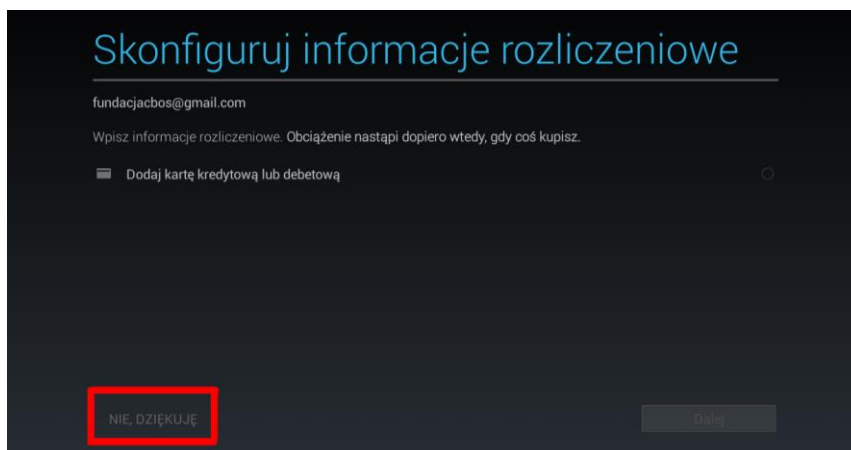 Skonfiguruj informacje rozliczeniowe
fundacjacbos@gmail.com
Wpisz informacje rozliczeniowe. Obciążenie nastąpi dopiero wtedy, gdy coś kupisz.
Dodaj kartę kredytową lub debetową
NIE, DZIĘKUJĘ
Dalej